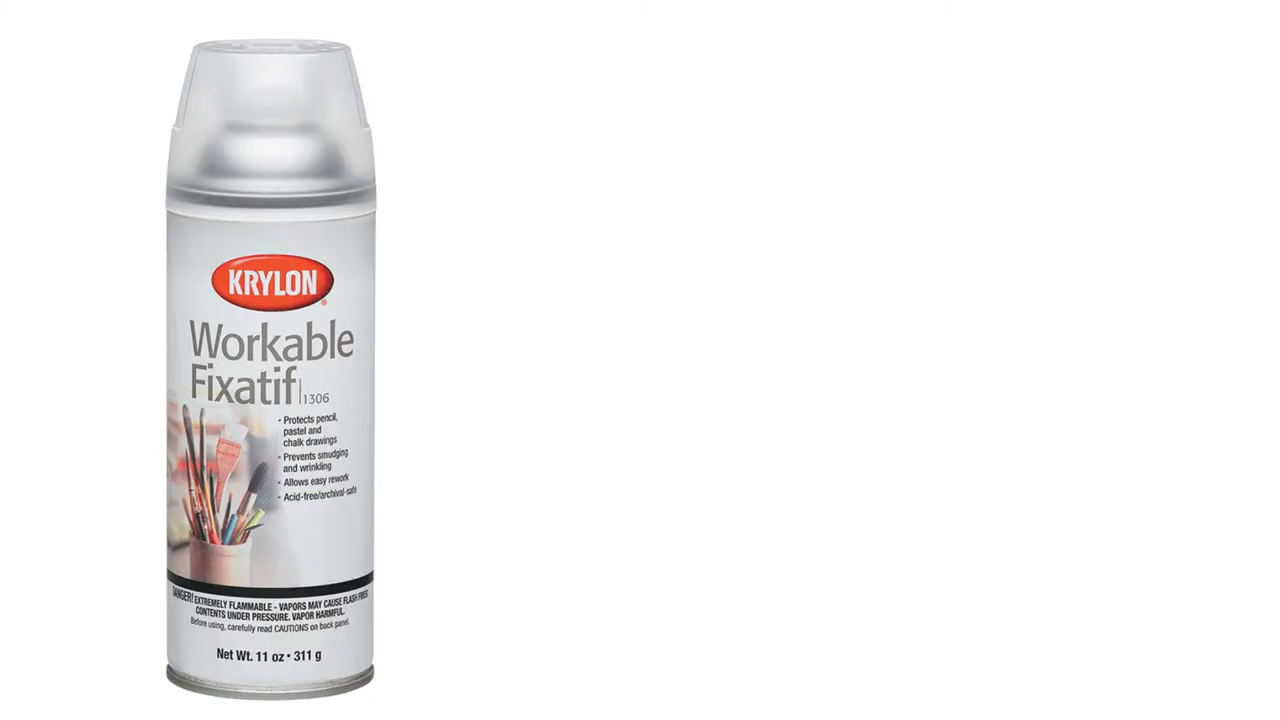 KRYLON®
Workable
Fixatif 1306
• Protects pencil,
pastel and
chalk drawings
• Prevents smudging
and wrinkling
• Allows easy rework
• Acid-free/archival-safe
DANGER! EXTREMELY FLAMMABLE - VAPORS MAY CAUSE FLASH FIRES!
CONTENTS UNDER PRESSURE. VAPOR HARMFUL.
Before using, carefully read CAUTIONS on back panel.
Net Wt. 11 oz • 311 g